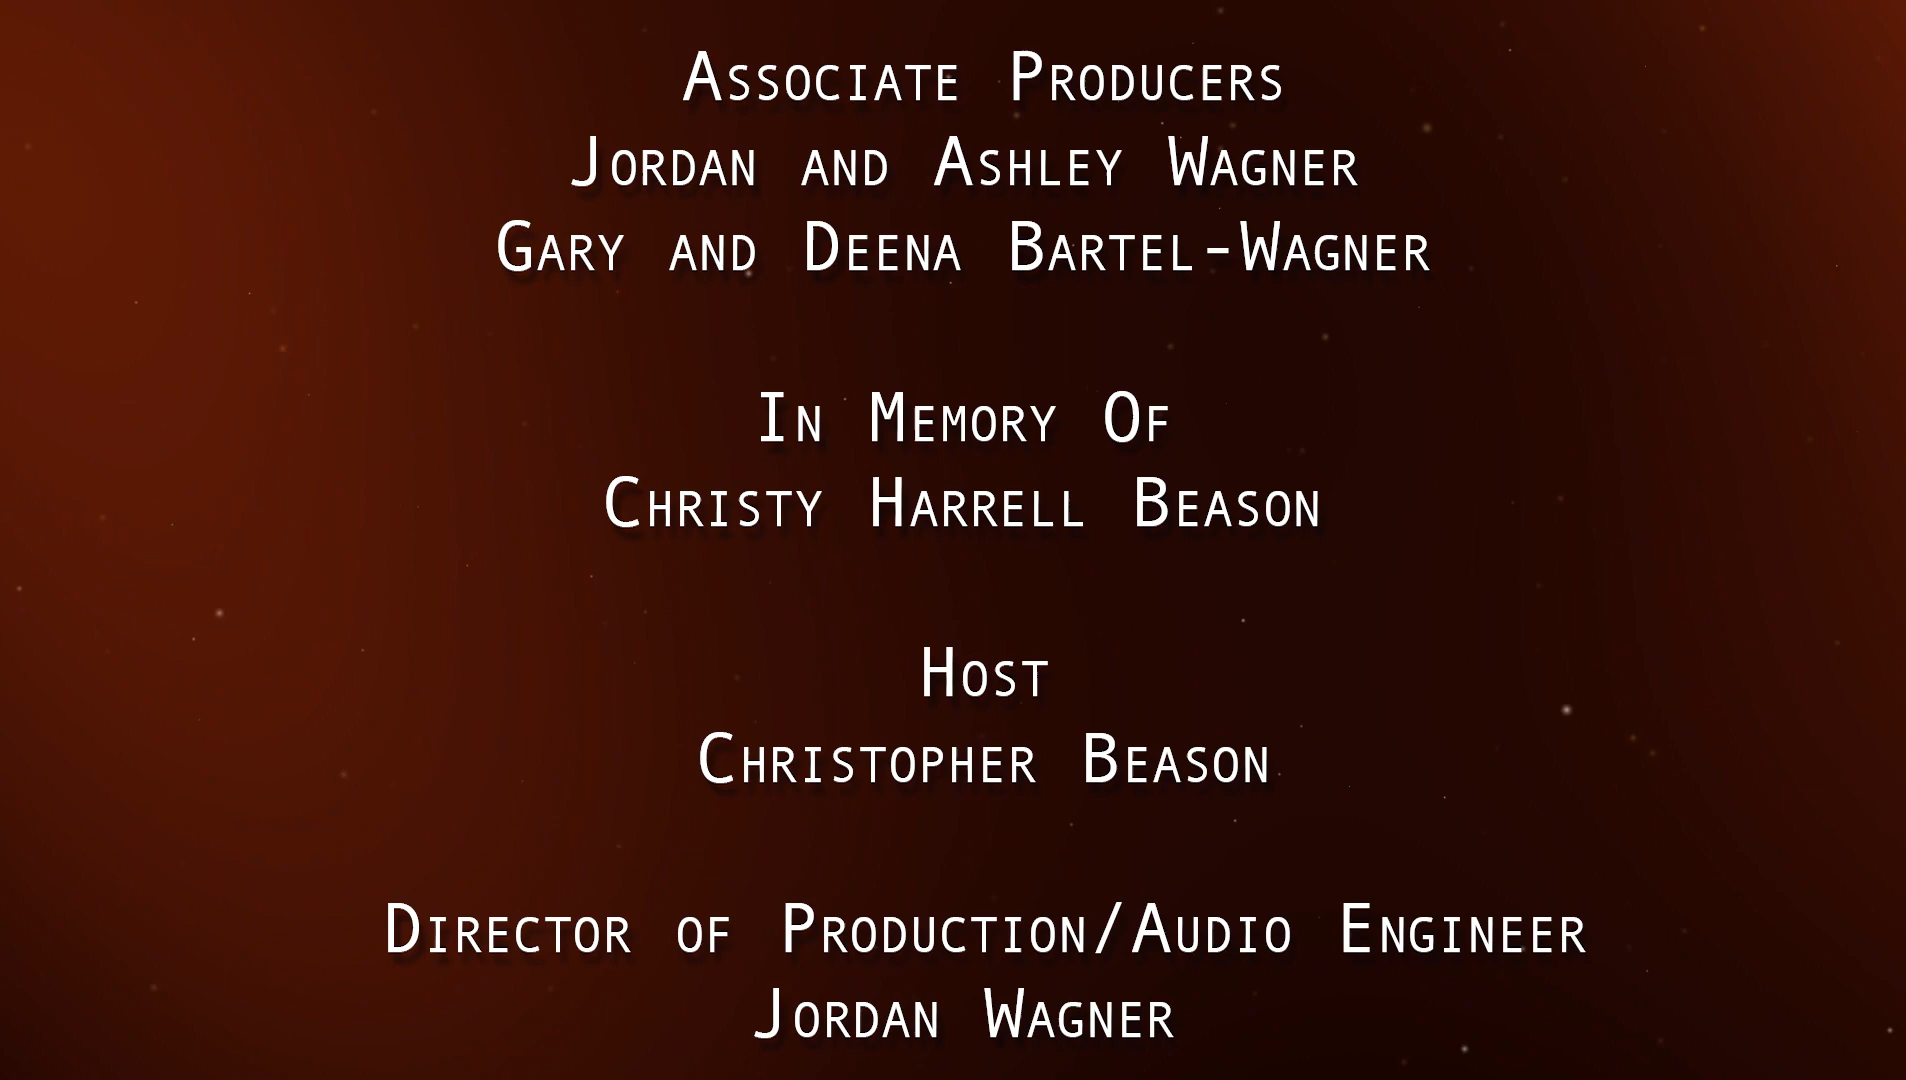 Associate Producers
Jordan and Ashley Wagner
Gary and Deena Bartel-Wagner
In Memory Of
Christy Harrell Beason
Host
Christopher Beason
Director of Production/Audio Engineer
Jordan Wagner